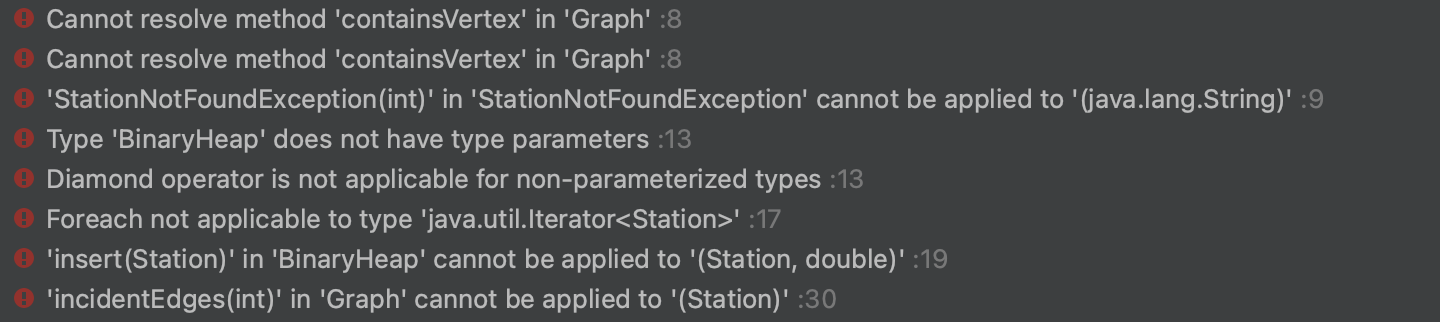 Cannot resolve method 'containsVertex' in 'Graph' :8
Cannot resolve method 'containsVertex' in 'Graph' :8
'StationNotFoundException(int)' in 'StationNotFoundException' cannot be applied to '(java.lang.String)' :9
Type 'BinaryHeap' does not have type parameters :13
Diamond operator is not applicable for non-parameterized types :13
Foreach not applicable to type 'java.util.Iterator<Station>' :17
'insert(Station)' in 'BinaryHeap' cannot be applied to '(Station, double)' :19
'incidentEdges(int)' in 'Graph' cannot be applied to '(Station)' :30